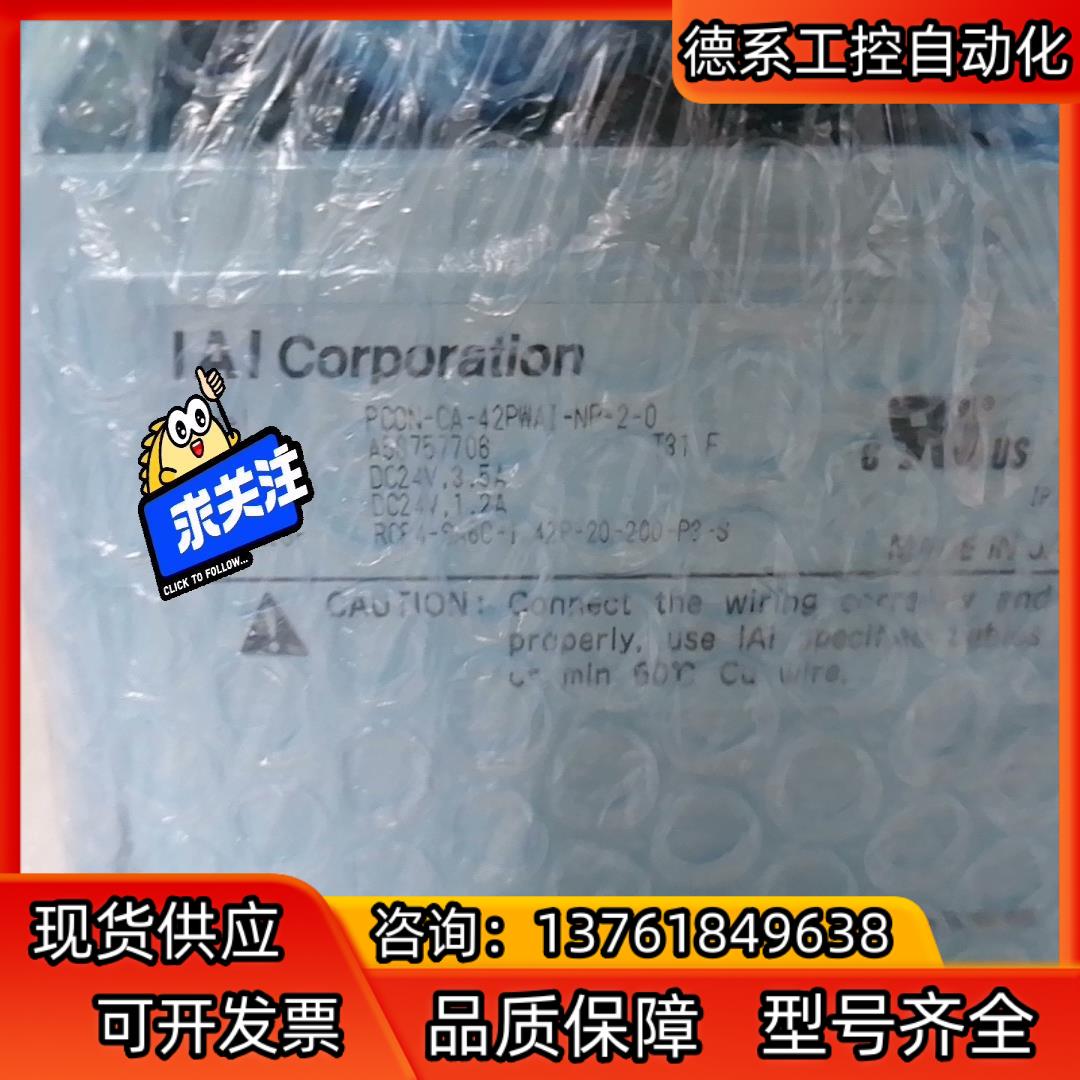 德系工控自动化
IAI Corporation
PCON-CA-42PWAI-NP-2-0
DC24V,3.5A
DC24V,1.2A
US
求关注
CLICK TO FOLLOW...
CAUTION: Connect the wiring and
properly, use IAI
or min 60℃ Cu wire.
现货供应
咨询：13761849638
可开发票
品质保障
型号齐全